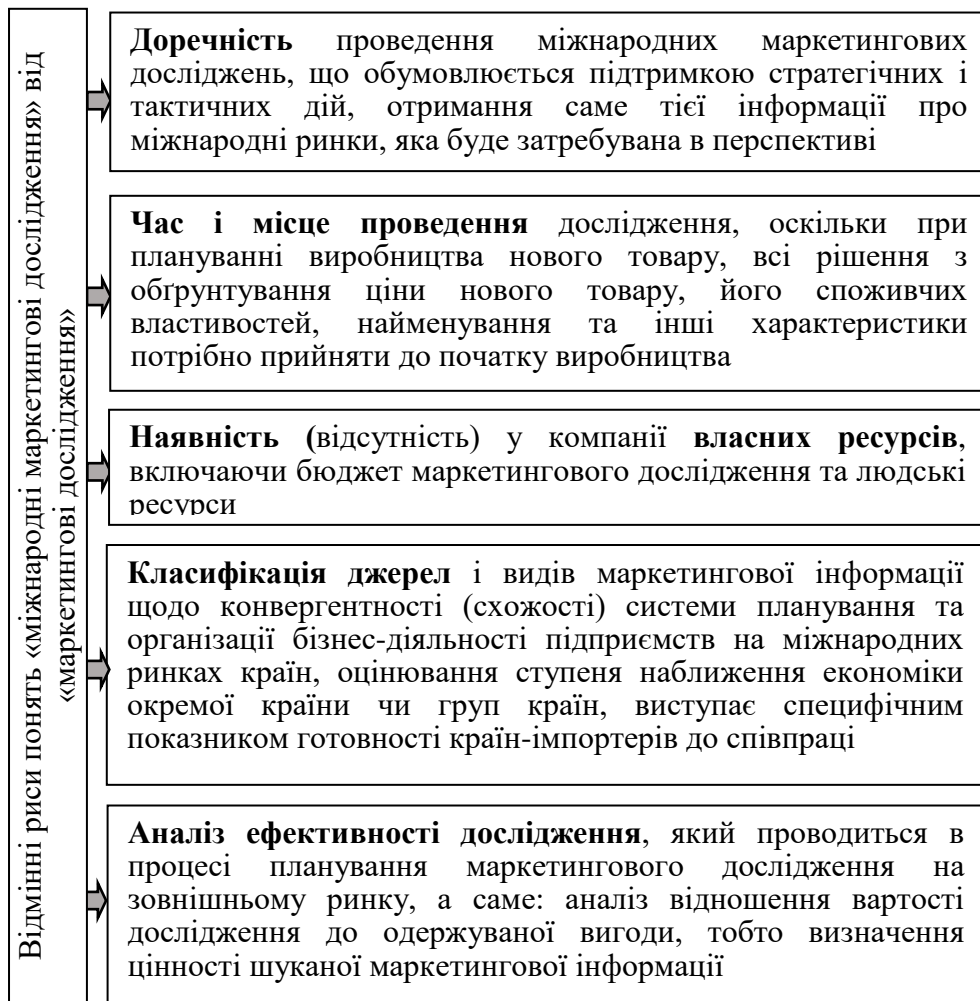 Відмінні риси понять «міжнародні маркетингові дослідження» від
«маркетингові дослідження»
Доречність проведення міжнародних маркетингових
досліджень, що обумовлюється підтримкою стратегічних і
тактичних дій, отримання саме тієї інформації про
міжнародні ринки, яка буде затребувана в перспективі
Час і місце проведення дослідження, оскільки при
плануванні виробництва нового товару, всі рішення з
обґрунтування ціни нового товару, його споживчих
властивостей, найменування та інші характеристики
потрібно прийняти до початку виробництва
Наявність (відсутність) у компанії власних ресурсів,
включаючи бюджет маркетингового дослідження та людські
ресурси
Класифікація джерел і видів маркетингової інформації
щодо конвергентності (схожості) системи планування та
організації бізнес-діяльності підприємств на міжнародних
ринках країн, оцінювання ступеня наближення економіки
окремої країни чи груп країн, виступає специфічним
показником готовності країн-імпортерів до співпраці
Аналіз ефективності дослідження, який проводиться в
процесі планування маркетингового дослідження на
зовнішньому ринку, а саме: аналіз відношення вартості
дослідження до одержуваної вигоди, тобто визначення
цінності шуканої маркетингової інформації